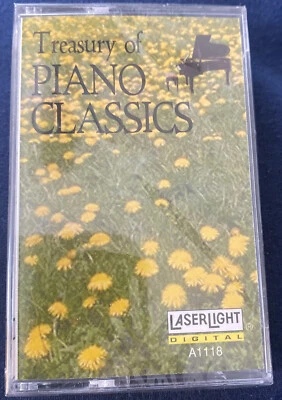 Treasury of
PIANO
CLASSICS
LASERLIGHT
DIGITAL
A1118